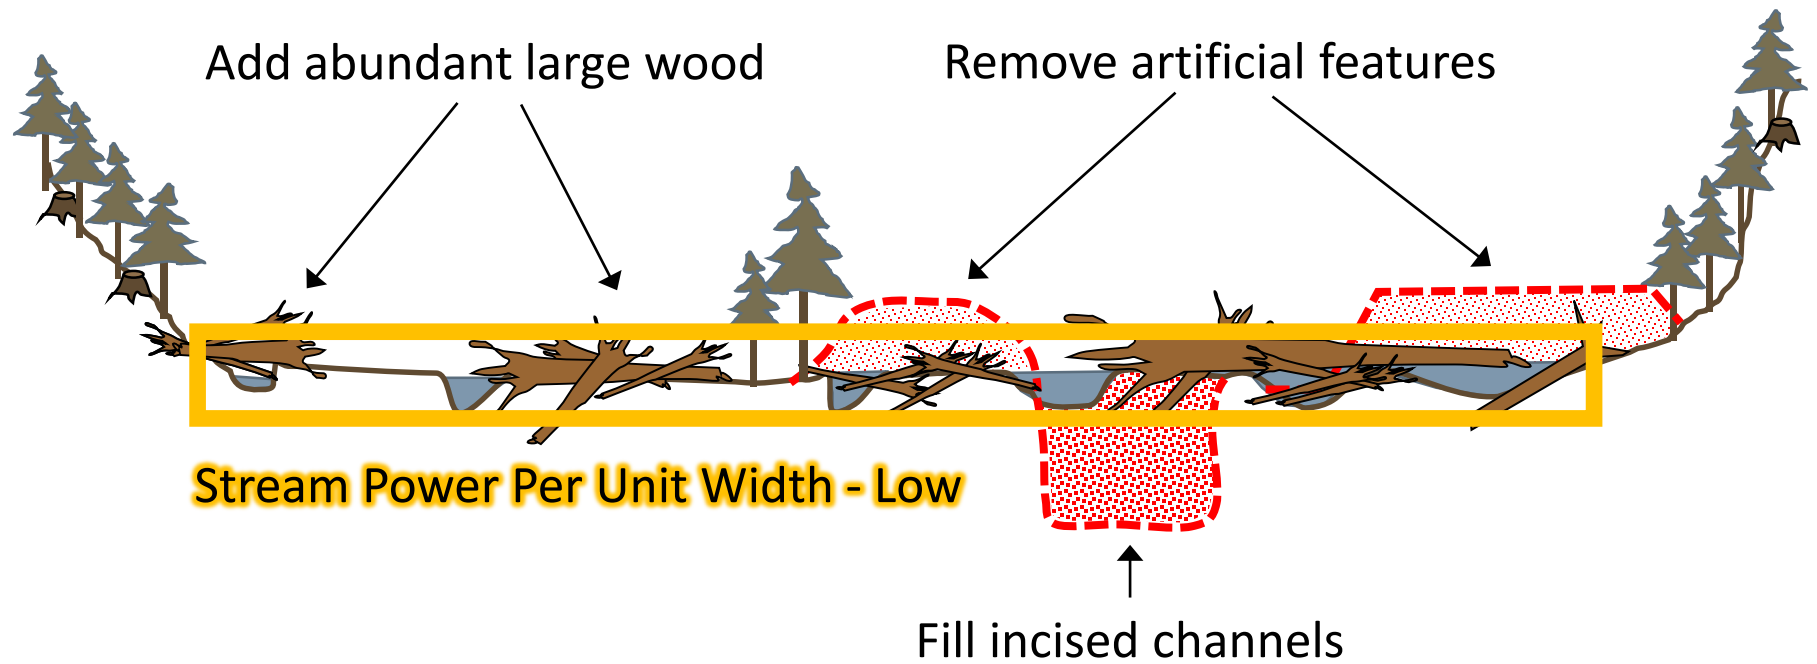 Add abundant large wood
Remove artificial features
Stream Power Per Unit Width - Low
Fill incised channels